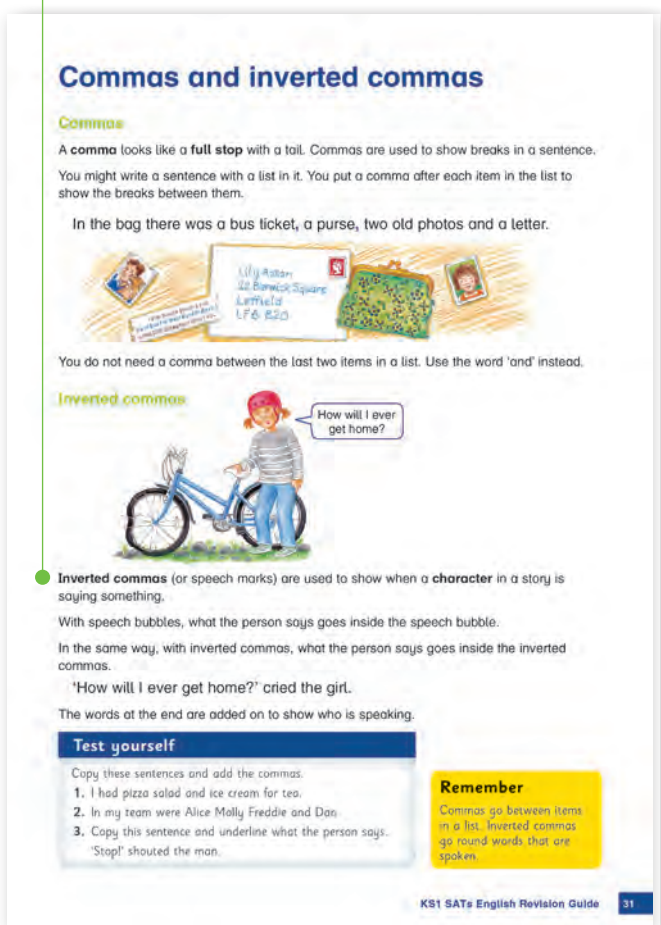 Commas and inverted commas
Commas
A comma looks like a full stop with a tail. Commas are used to show breaks in a sentence.
You might write a sentence with a list in it. You put a comma after each item in the list to
show the breaks between them.
In the bag there was a bus ticket, a purse, two old photos and a letter.
Lily Aston
22 Barwick Square
Leffield
LF6 82O
You do not need a comma between the last two items in a list. Use the word ‘and’ instead.
Inverted commas
How will I ever
get home?
Inverted commas (or speech marks) are used to show when a character in a story is
saying something.
With speech bubbles, what the person says goes inside the speech bubble.
In the same way, with inverted commas, what the person says goes inside the inverted
commas.
‘How will I ever get home?’ cried the girl.
The words at the end are added on to show who is speaking.
Test yourself
Copy these sentences and add the commas.
1. I had pizza salad and ice cream for tea.
2. In my team were Alice Molly Freddie and Dan.
3. Copy this sentence and underline what the person says.
‘Stop!’ shouted the man.
Remember
Commas go between items
in a list. Inverted commas
go round words that are
spoken.
KS1 SATs English Revision Guide 31